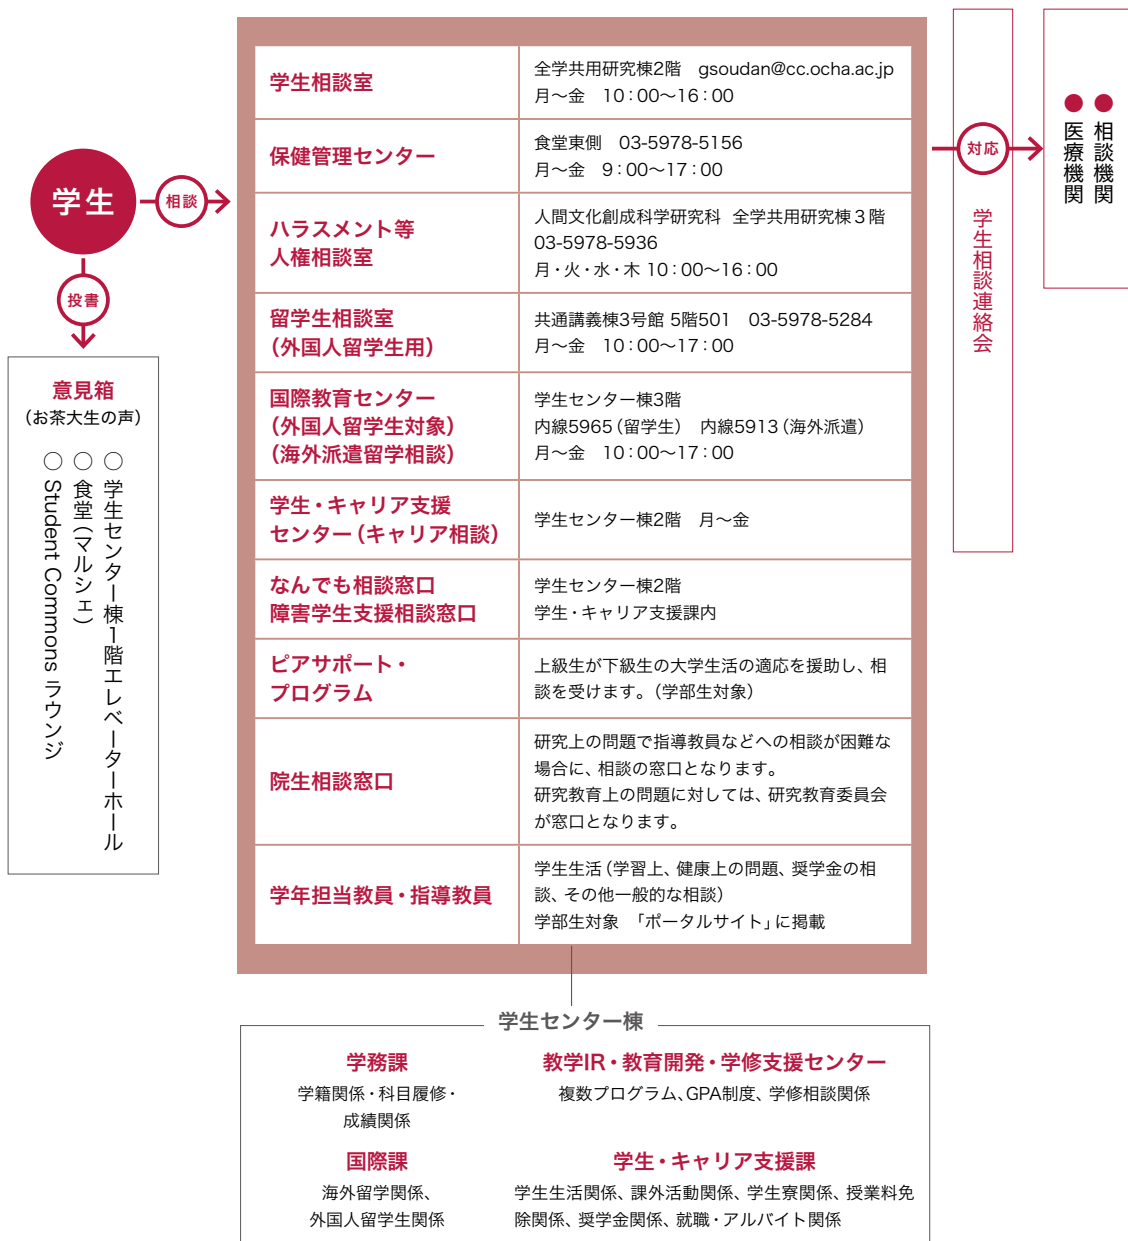 学生
相談
投書
意見箱
（お茶大生の声）
○ 学生センター棟1階エレベーターホール
○ 食堂（マルシェ）
○ Student Commons ラウンジ
学生相談室
全学共用研究棟2階　gsoudan@cc.ocha.ac.jp
月～金　10：00～16：00
保健管理センター
食堂東側　03-5978-5156
月～金　9：00～17：00
ハラスメント等
人権相談室
人間文化創成科学研究科 全学共用研究棟３階
03-5978-5936
月・火・水・木 10：00～16：00
留学生相談室
（外国人留学生用）
共通講義棟3号館 5階501　03-5978-5284
月～金　10：00～17：00
国際教育センター
（外国人留学生対象）
（海外派遣留学相談）
学生センター棟3階
内線5965（留学生）　内線5913（海外派遣）
月～金　10：00～17：00
学生・キャリア支援
センター（キャリア相談）
学生センター棟2階　月～金
なんでも相談窓口
障害学生支援相談窓口
学生センター棟2階
学生・キャリア支援課内
ピアサポート・
プログラム
上級生が下級生の大学生活の適応を援助し、相
談を受けます。（学部生対象）
院生相談窓口
研究上の問題で指導教員などへの相談が困難な
場合に、相談の窓口となります。
研究教育上の問題に対しては、研究教育委員会
が窓口となります。
学年担当教員・指導教員
学生生活（学習上、健康上の問題、奨学金の相
談、その他一般的な相談）
学部生対象　「ポータルサイト」に掲載
対応
学生相談連絡会
● 相談機関
● 医療機関
学生センター棟
学務課
学籍関係・科目履修・
成績関係
教学IR・教育開発・学修支援センター
複数プログラム、GPA制度、学修相談関係
国際課
海外留学関係、
外国人留学生関係
学生・キャリア支援課
学生生活関係、課外活動関係、学生寮関係、授業料免
除関係、奨学金関係、就職・アルバイト関係